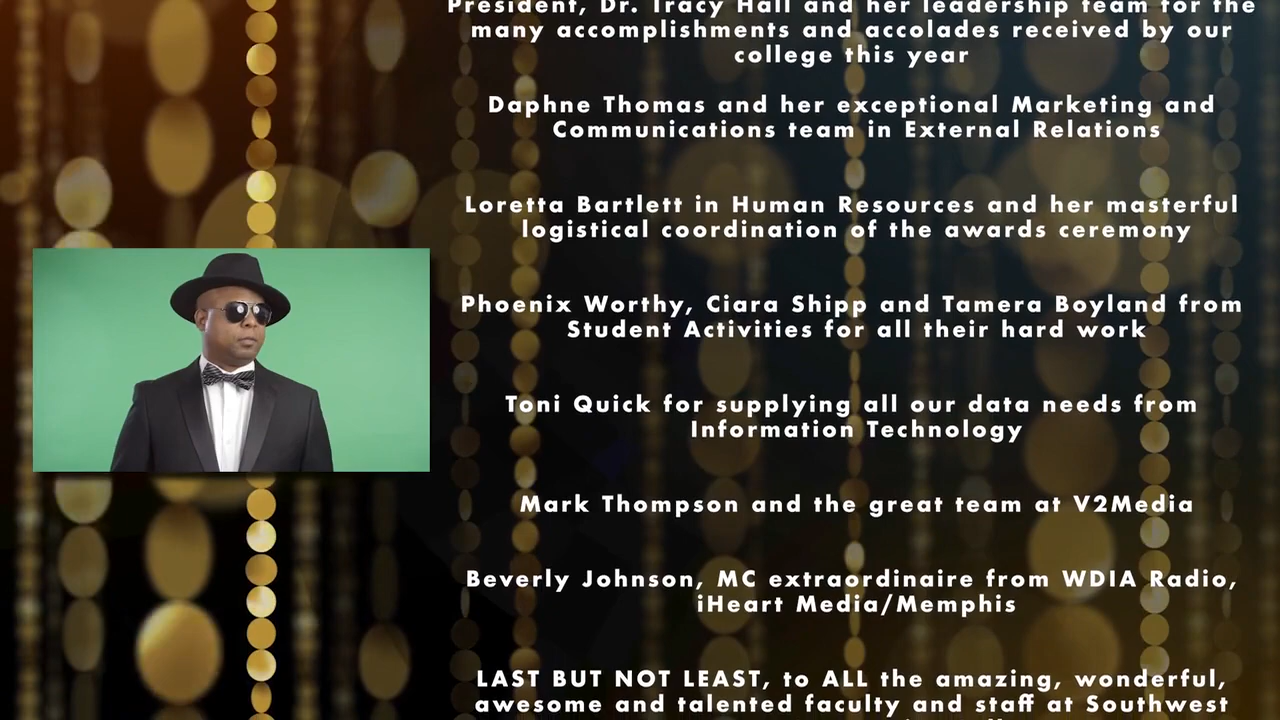 President, Dr. Tracy Hall and her leadership team for the
many accomplishments and accolades received by our
college this year
Daphne Thomas and her exceptional Marketing and
Communications team in External Relations
Loretta Bartlett in Human Resources and her masterful
logistical coordination of the awards ceremony
Phoenix Worthy, Ciara Shipp and Tamera Boyland from
Student Activities for all their hard work
Toni Quick for supplying all our data needs from
Information Technology
Mark Thompson and the great team at V2Media
Beverly Johnson, MC extraordinaire from WDIA Radio,
iHeart Media/Memphis
LAST BUT NOT LEAST, to ALL the amazing, wonderful,
awesome and talented faculty and staff at Southwest